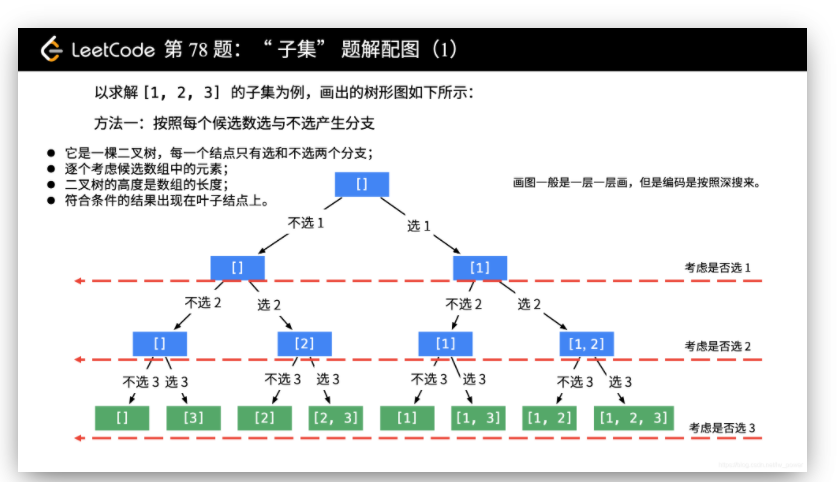 LeetCode 第 78 题：“子集” 题解配图（1）
以求解 [1, 2, 3] 的子集为例，画出的树形图如下所示：
方法一：按照每个候选数选与不选产生分支
● 它是一棵二叉树，每一个结点只有选和不选两个分支；
● 逐个考虑候选数组中的元素；
● 二叉树的高度是数组的长度；
● 符合条件的结果出现在叶子结点上。
[]
画图一般是一层一层画，但是编码是按照深搜来。
不选 1 选 1
[] [1] 考虑是否选 1
不选 2 选 2 不选 2 选 2
[] [2] [1] [1, 2] 考虑是否选 2
不选 3 选 3 不选 3 选 3 不选 3 选 3 不选 3 选 3
[] [3] [2] [2, 3] [1] [1, 3] [1, 2] [1, 2, 3] 考虑是否选 3